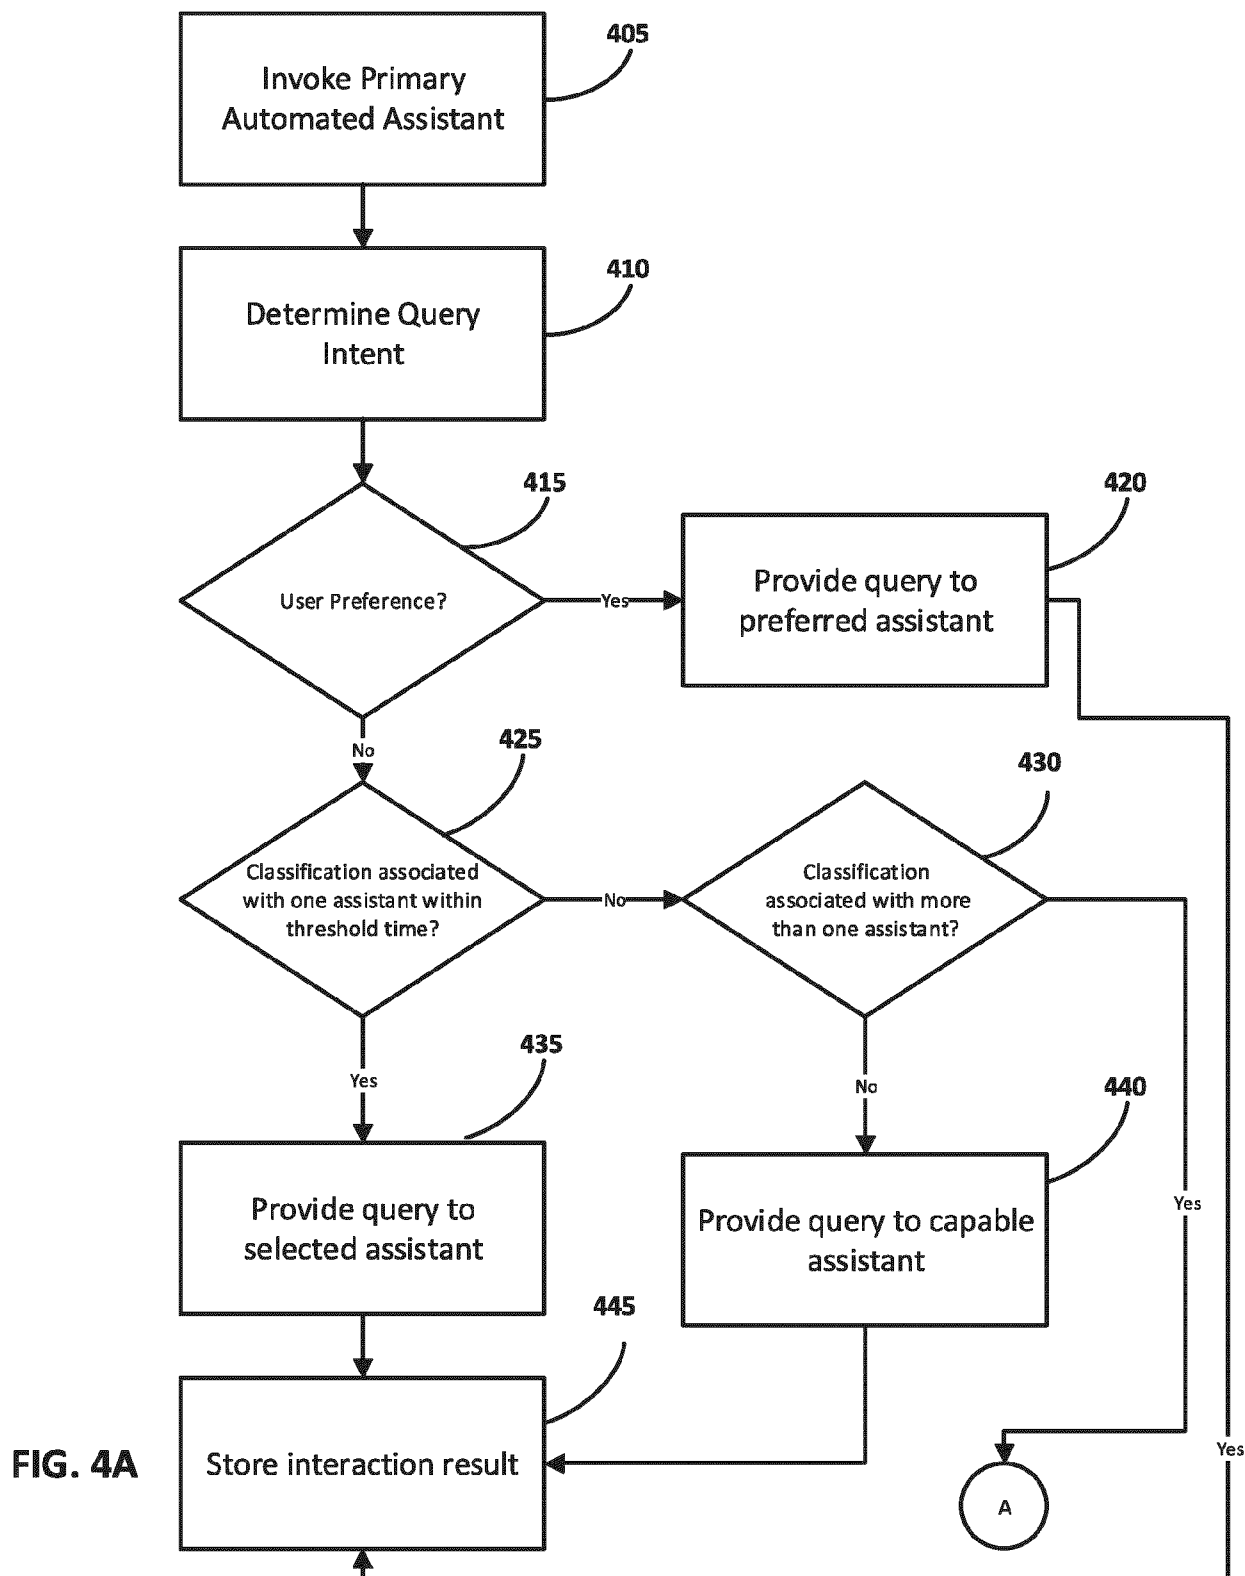 405
Invoke Primary
Automated Assistant
410
Determine Query
Intent
415
User Preference?
Yes
420
Provide query to
preferred assistant
No
425
Classification associated
with one assistant within
threshold time?
No
430
Classification
associated with more
than one assistant?
Yes
435
Provide query to
selected assistant
No
440
Provide query to capable
assistant
Yes
445
Store interaction result
FIG. 4A
A
Yes